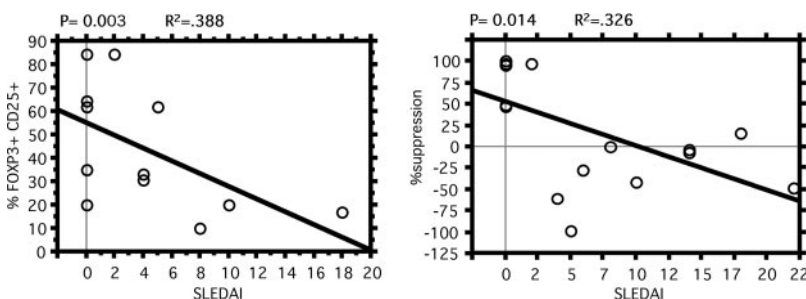 P= 0.003 R²=.388
90
80
70
60
50
40
30
20
10
0
% FOXP3+ CD25+
0 2 4 6 8 10 12 14 16 18 20
SLEDAI
P= 0.014 R²=.326
100
75
50
25
0
-25
-50
-75
-100
-125
%suppression
0 2 5 7 10 12 15 17 20 22
SLEDAI